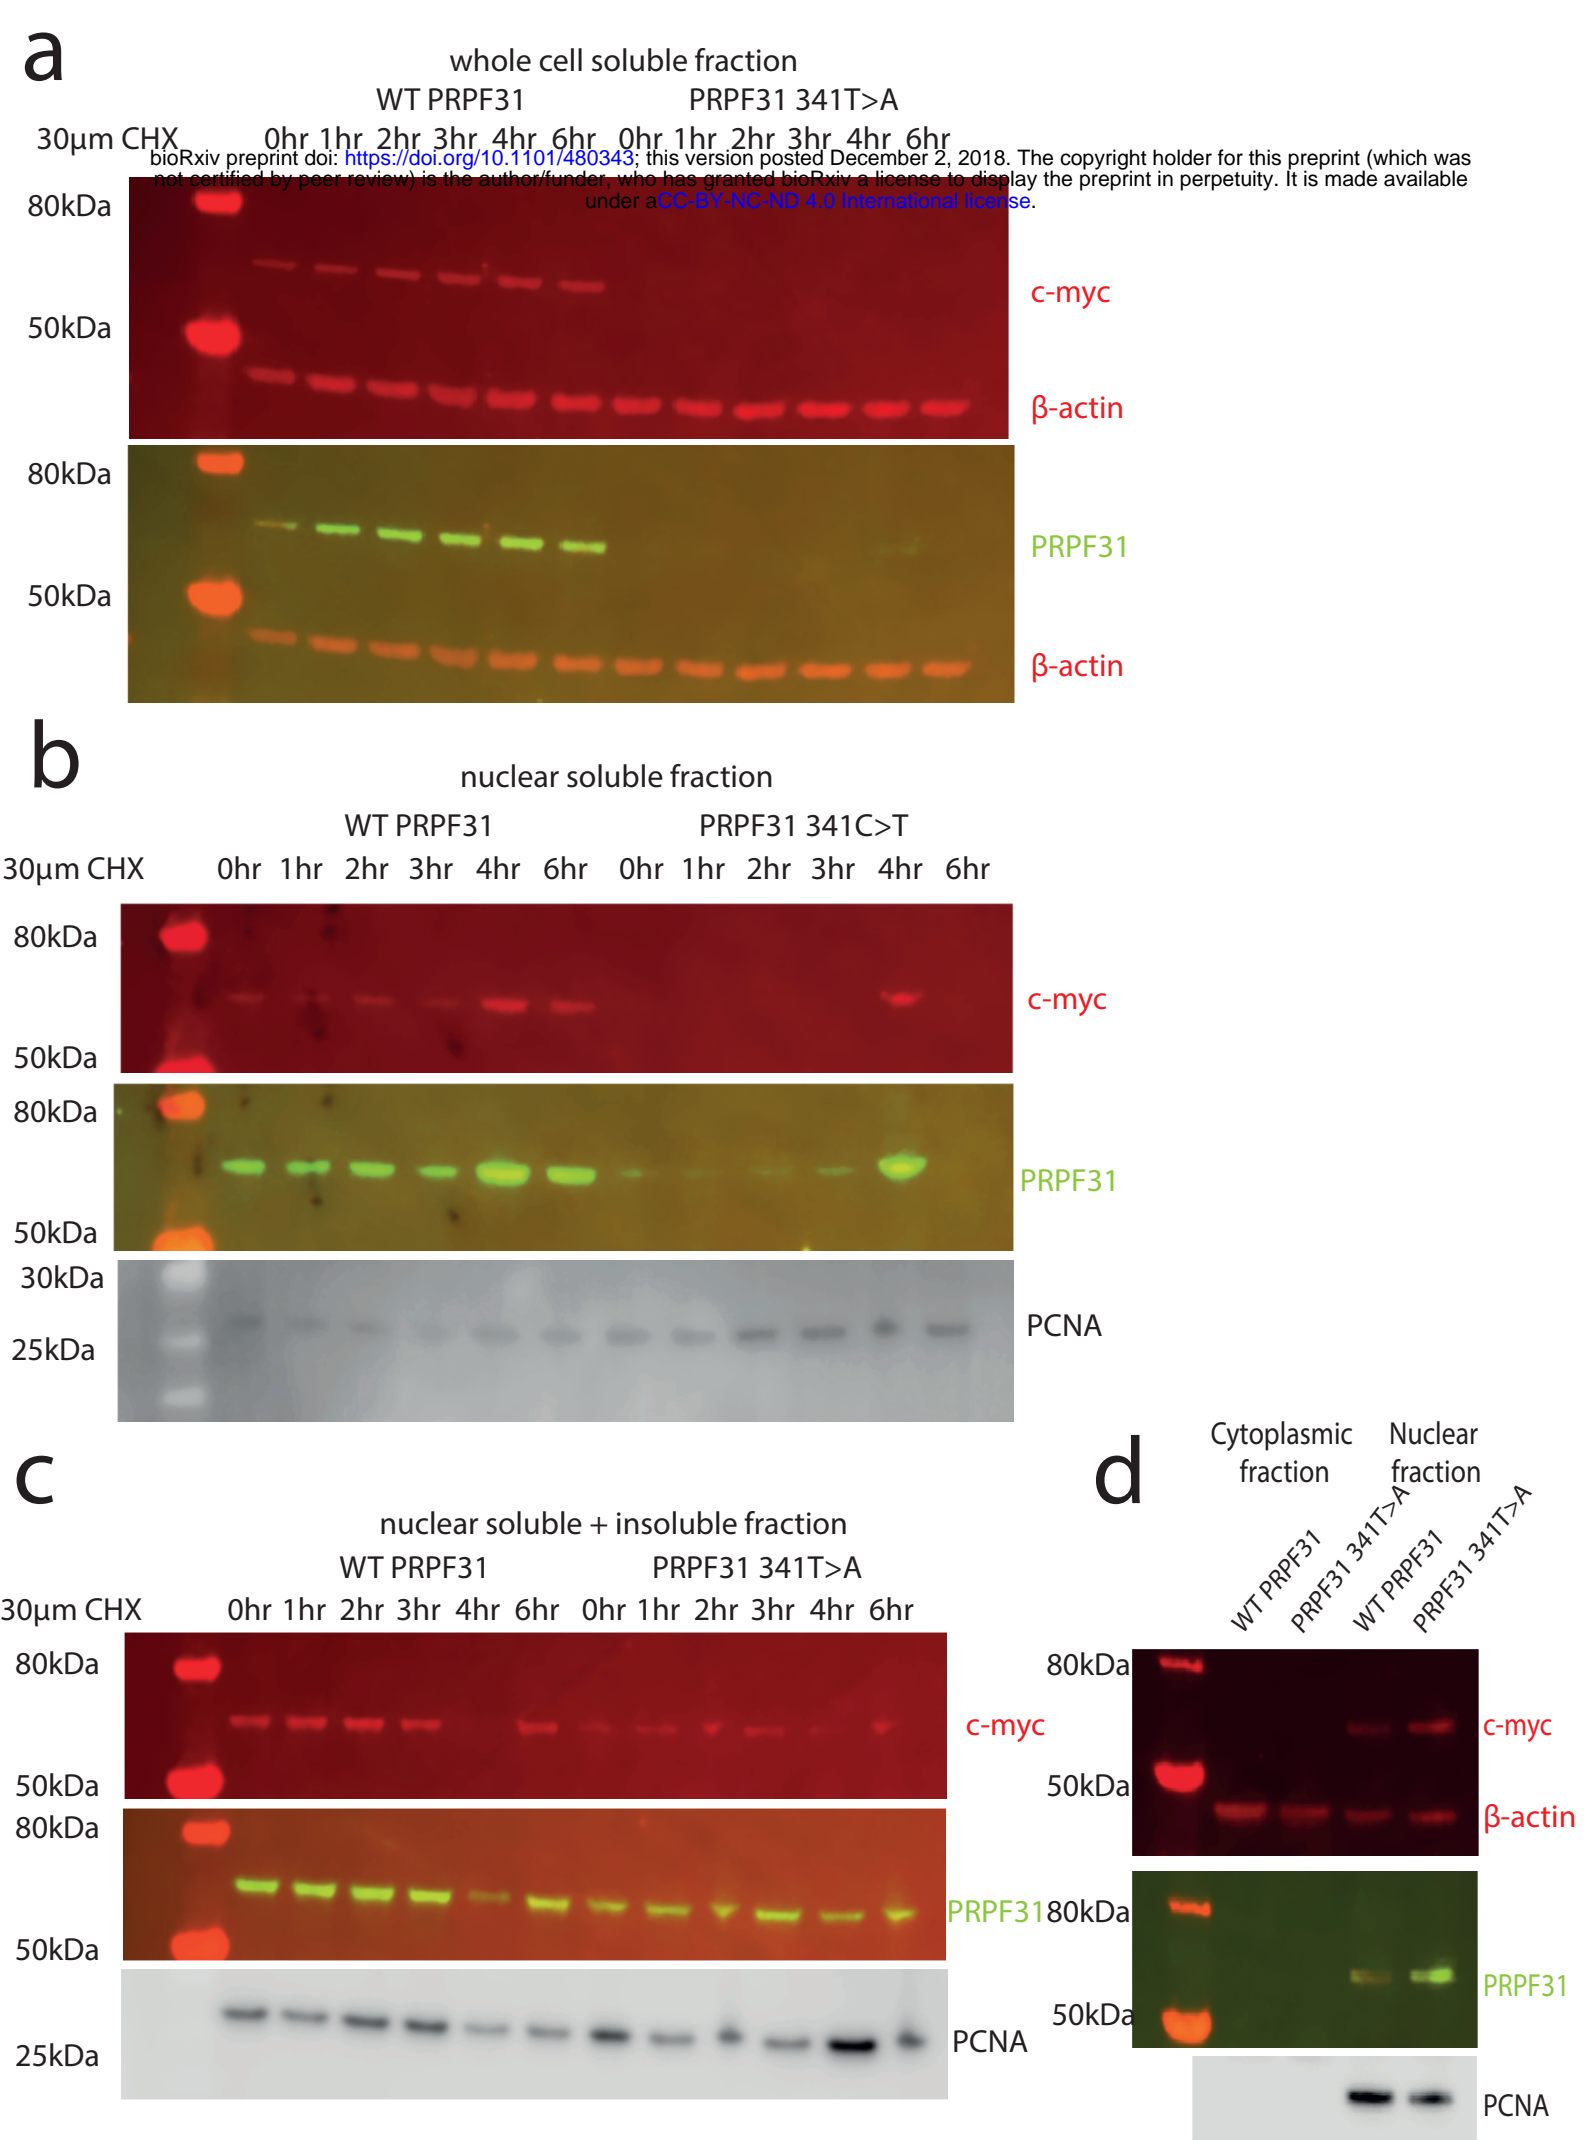 a
whole cell soluble fraction
WT PRPF31 PRPF31 341T>A
30µm CHX 0hr 1hr 2hr 3hr 4hr 6hr 0hr 1hr 2hr 3hr 4hr 6hr
bioRxiv preprint doi: https://doi.org/10.1101/480343; this version posted December 2, 2018. The copyright holder for this preprint (which was
not certified by peer review) is the author/funder, who has granted bioRxiv a license to display the preprint in perpetuity. It is made available
under aCC-BY-NC-ND 4.0 International license.
80kDa
c-myc
50kDa
β-actin
80kDa
PRPF31
50kDa
β-actin
b
nuclear soluble fraction
WT PRPF31 PRPF31 341C>T
30µm CHX 0hr 1hr 2hr 3hr 4hr 6hr 0hr 1hr 2hr 3hr 4hr 6hr
80kDa
c-myc
50kDa
80kDa
PRPF31
50kDa
30kDa
PCNA
25kDa
c
nuclear soluble + insoluble fraction
WT PRPF31 PRPF31 341T>A
30µm CHX 0hr 1hr 2hr 3hr 4hr 6hr 0hr 1hr 2hr 3hr 4hr 6hr
80kDa
c-myc
50kDa
80kDa
PRPF31
50kDa
PCNA
25kDa
d
Cytoplasmic fraction
Nuclear fraction
WT PRPF31
PRPF31 341T>A
WT PRPF31
PRPF31 341T>A
80kDa
c-myc
50kDa
β-actin
80kDa
PRPF31
50kDa
PCNA